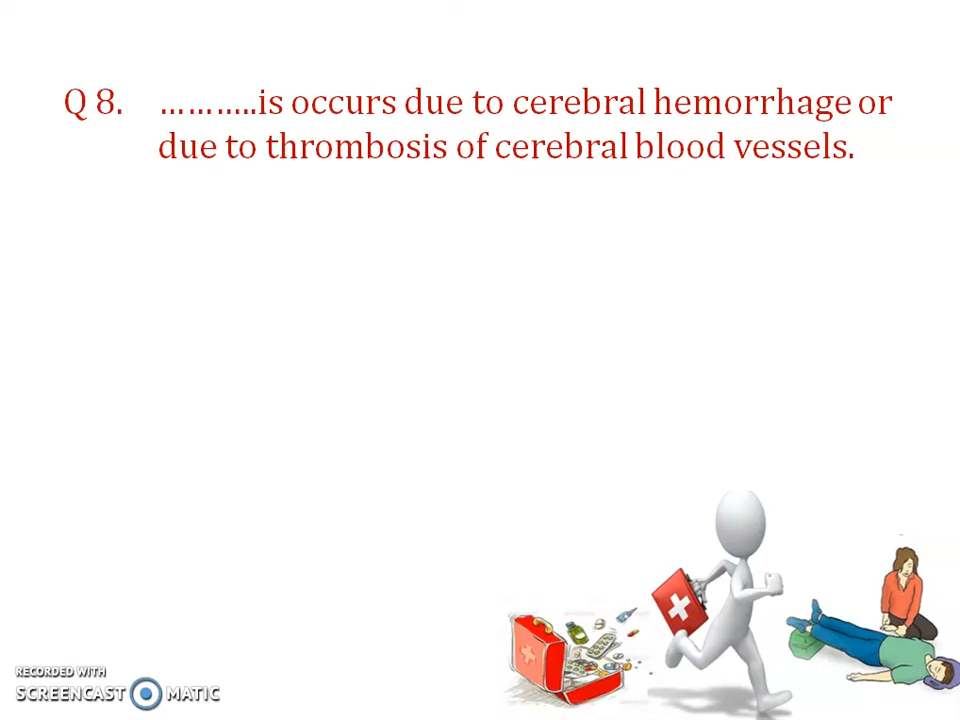 Q 8. ………..is occurs due to cerebral hemorrhage or
due to thrombosis of cerebral blood vessels.
RECORDED WITH
SCREENCAST MATIC